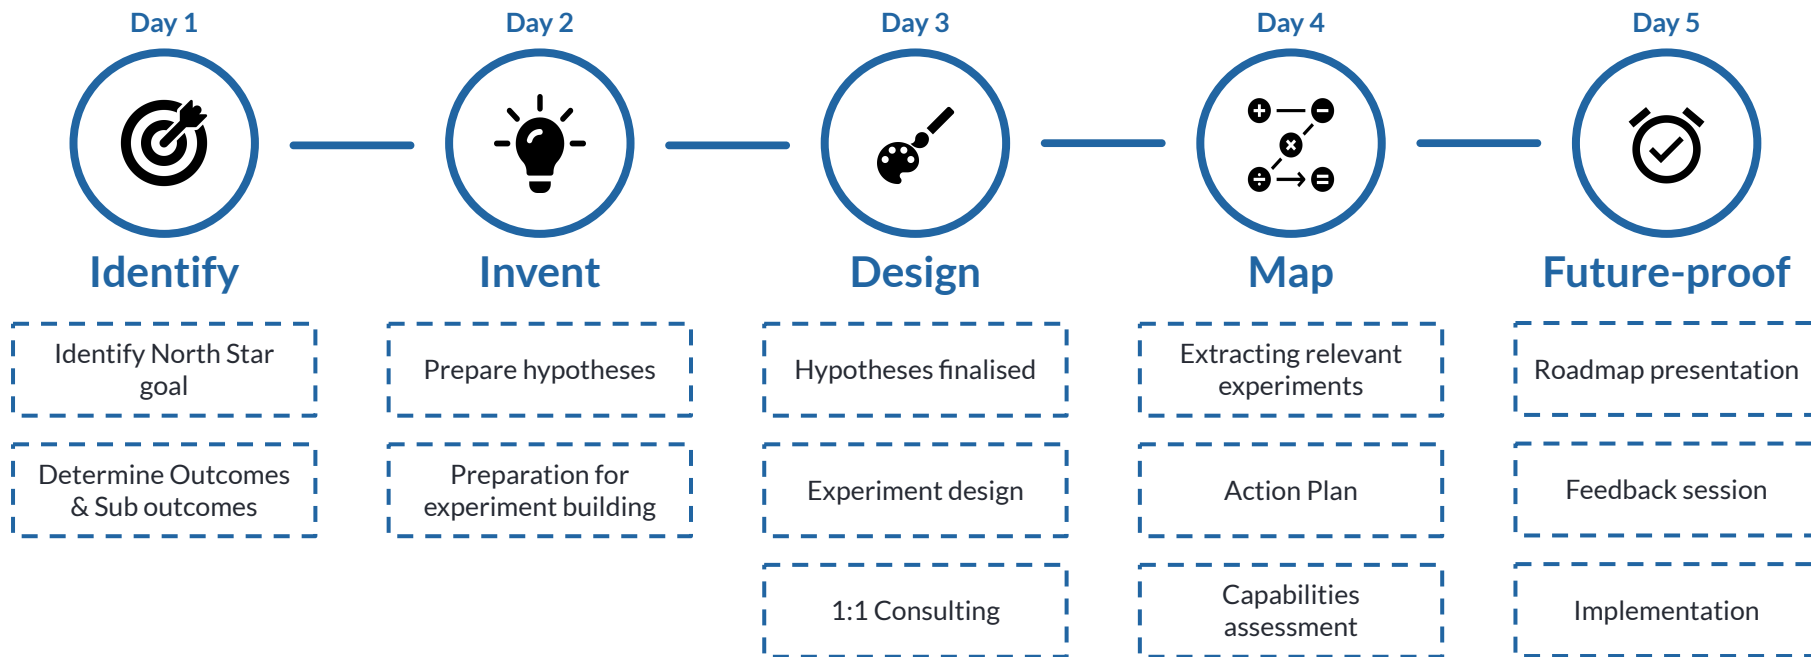 Day 1
Day 2
Day 3
Day 4
Day 5
Identify
Invent
Design
Map
Future-proof
Identify North Star
goal
Prepare hypotheses
Hypotheses finalised
Extracting relevant
experiments
Roadmap presentation
Determine Outcomes
& Sub outcomes
Preparation for
experiment building
Experiment design
Action Plan
Feedback session
1:1 Consulting
Capabilities
assessment
Implementation